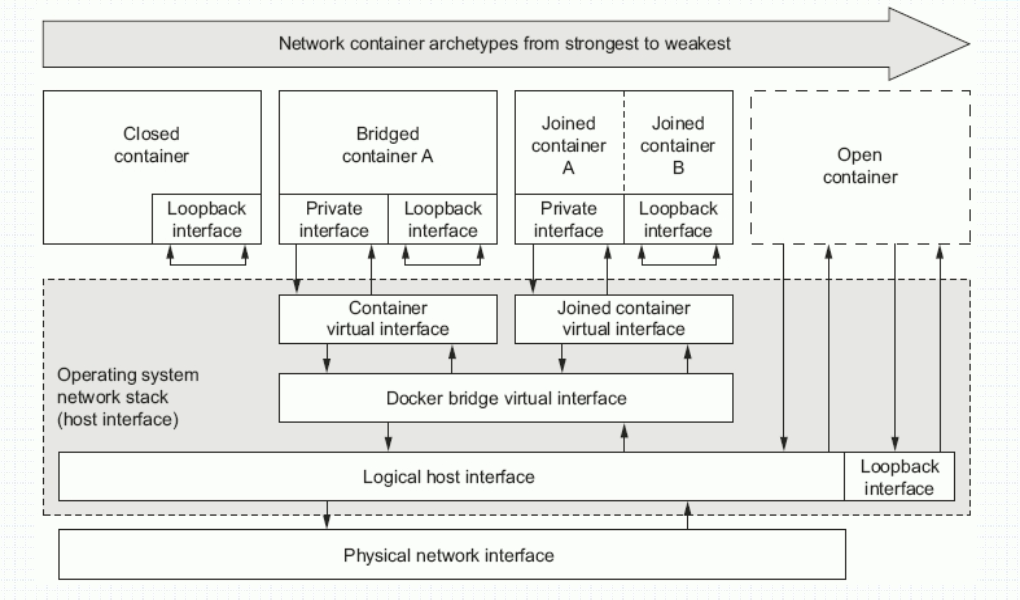 Network container archetypes from strongest to weakest
Closed
container
Loopback
interface
Bridged
container A
Private
interface
Loopback
interface
Joined
container
A
Joined
container
B
Private
interface
Loopback
interface
Open
container
Container
virtual interface
Joined container
virtual interface
Operating system
network stack
(host interface)
Docker bridge virtual interface
Logical host interface
Loopback
interface
Physical network interface